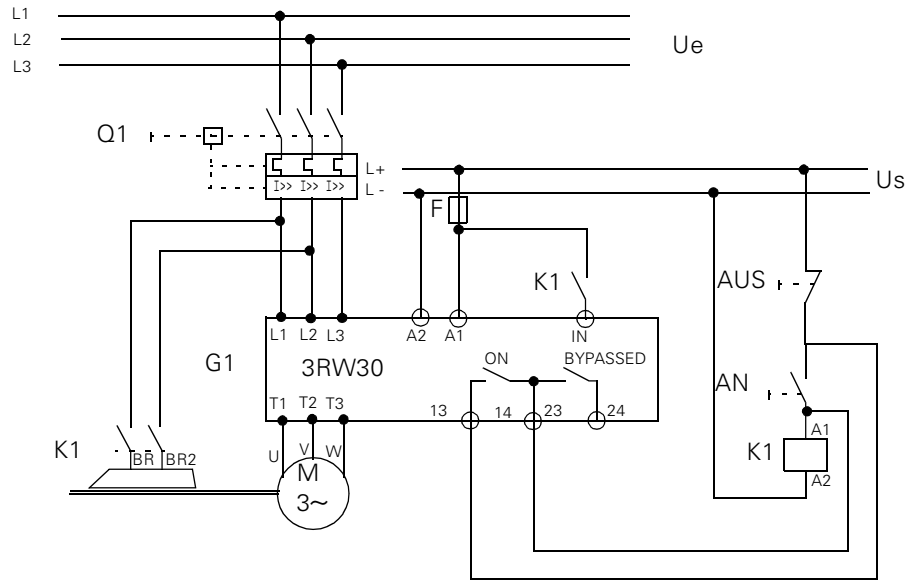 L1
L2
L3
Ue
Q1
L+
I>> I>> I>>
L -
Us
F
K1
AUS
L1 L2 L3
A2 A1
IN
G1
3RW30
ON
BYPASSED
T1 T2 T3
13
14
23
24
AN
U
V
W
K1
BR
BR2
M
3~
K1
A1
A2